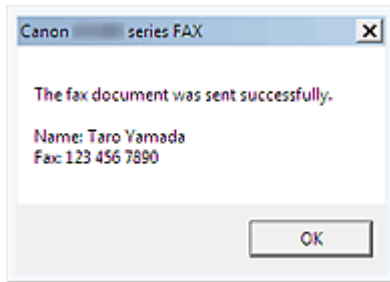 Canon series FAX
The fax document was sent successfully.
Name: Taro Yamada
Fax: 123 456 7890
OK